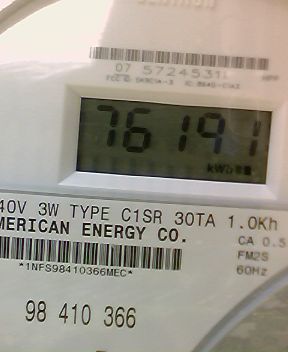 07 57245311
76191
kWh
40V 3W TYPE C1SR 30TA 1.0Kh
MERICAN ENERGY CO.
CA 0.5
*1NFS98410366MEC*
FM2S
60Hz
98 410 366